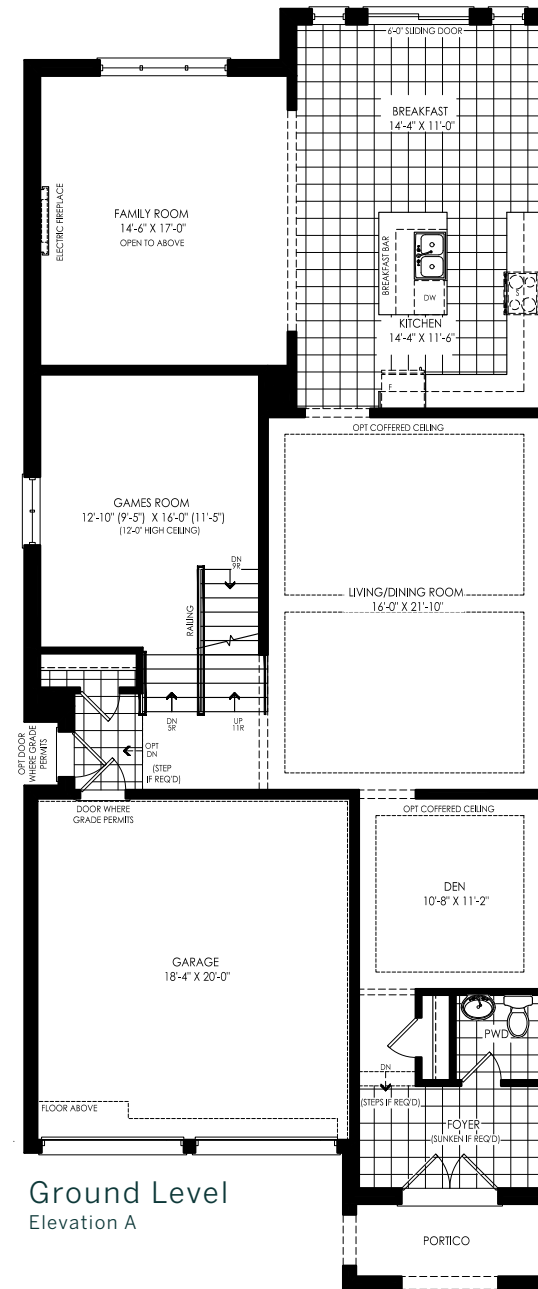 6'-0" SLIDING DOOR
BREAKFAST
14'-4" X 11'-0"
FAMILY ROOM
14'-6" X 17'-0"
OPEN TO ABOVE
ELECTRIC FIREPLACE
BREAKFAST BAR
DW
S
KITCHEN
14'-4" X 11'-6"
F
OPT COFFERED CEILING
GAMES ROOM
12'-10" (9'-5") X 16'-0" (11'-5")
(12'-0" HIGH CEILING)
DN
9R
RAILING
LIVING/DINING ROOM
16'-0" X 21'-10"
DN
5R
UP
11R
OPT DOOR
WHERE GRADE
PERMITS
OPT
DN
(STEP
IF REQ'D)
DOOR WHERE
GRADE PERMITS
OPT COFFERED CEILING
DEN
10'-8" X 11'-2"
GARAGE
18'-4" X 20'-0"
PWD
DN
(STEPS IF REQ'D)
FLOOR ABOVE
FOYER
(SUNKEN IF REQ'D)
Ground Level
Elevation A
PORTICO